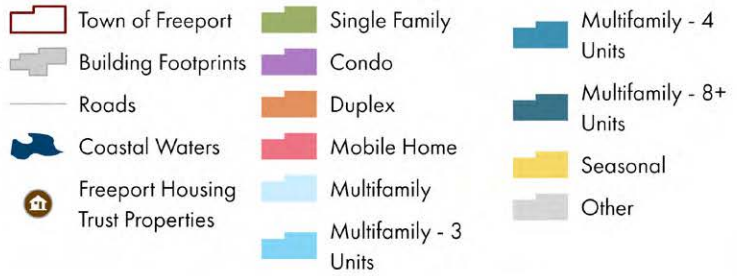 Town of Freeport
Building Footprints
Roads
Coastal Waters
Freeport Housing
Trust Properties
Single Family
Condo
Duplex
Mobile Home
Multifamily
Multifamily - 3
Units
Multifamily - 4
Units
Multifamily - 8+
Units
Seasonal
Other